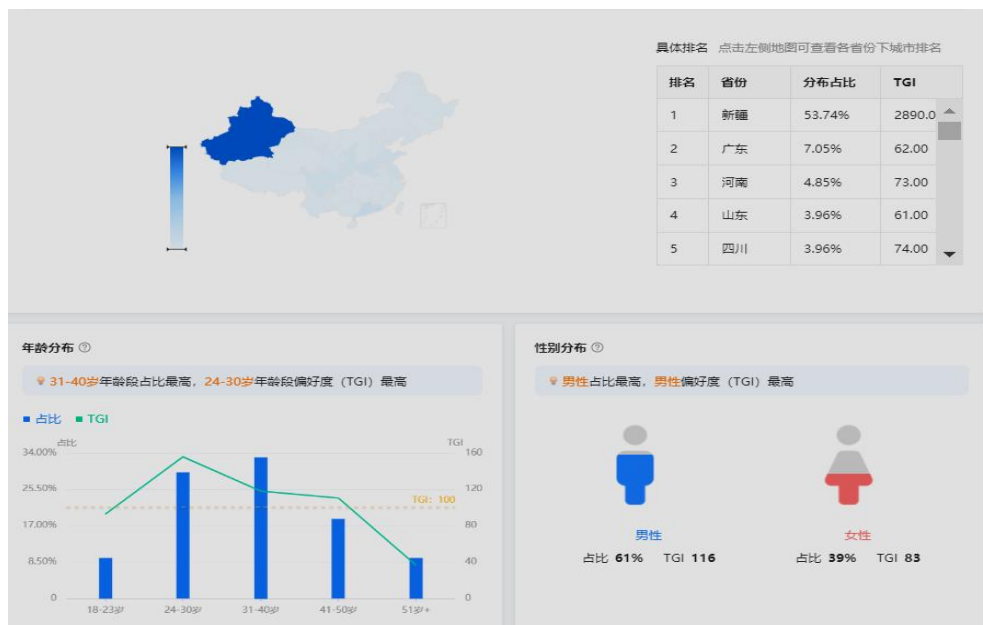 具体排名 点击左侧地图可查看各省份下城市排名
排名 省份 分布占比 TGI
1 新疆 53.74% 2890.0
2 广东 7.05% 62.00
3 河南 4.85% 73.00
4 山东 3.96% 61.00
5 四川 3.96% 74.00
年龄分布
31-40岁年龄段占比最高，24-30岁年龄段偏好度（TGI）最高
占比 TGI
占比 TGI
34.00% 160
25.50% 120
TGI: 100
17.00% 80
8.50% 40
0 0
18-23岁 24-30岁 31-40岁 41-50岁 51岁+
性别分布
男性占比最高，男性偏好度（TGI）最高
男性 女性
占比 61% TGI 116 占比 39% TGI 83